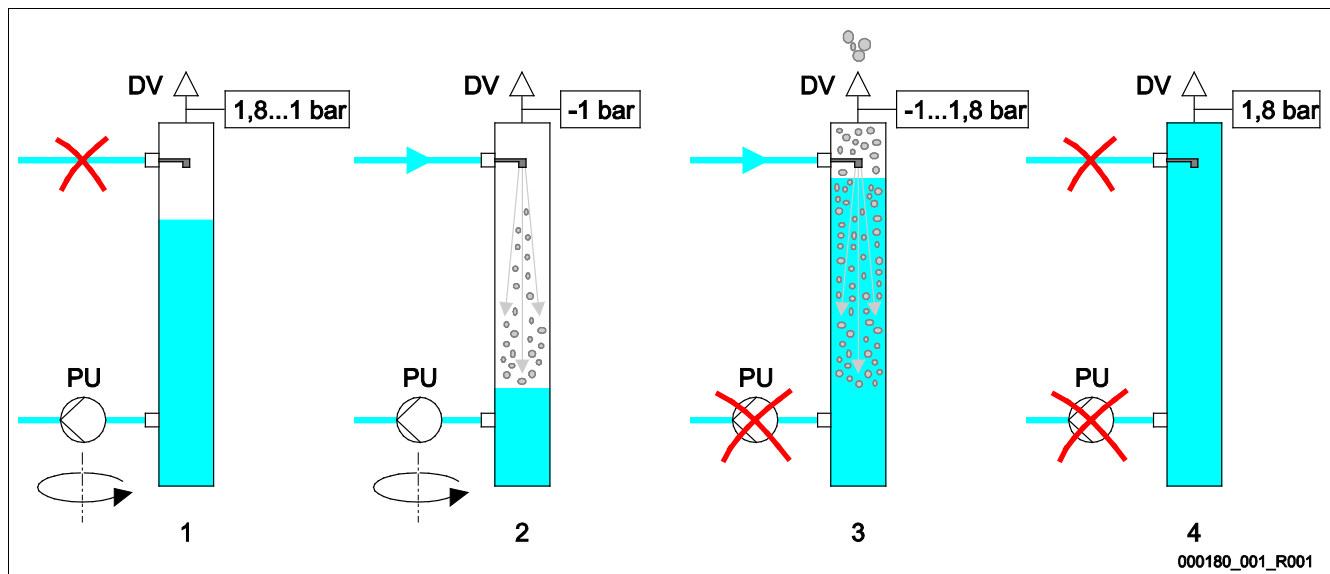 DV
1,8...1 bar
PU
1
DV
-1 bar
PU
2
DV
-1...1,8 bar
PU
3
DV
1,8 bar
PU
4
000180_001_R001